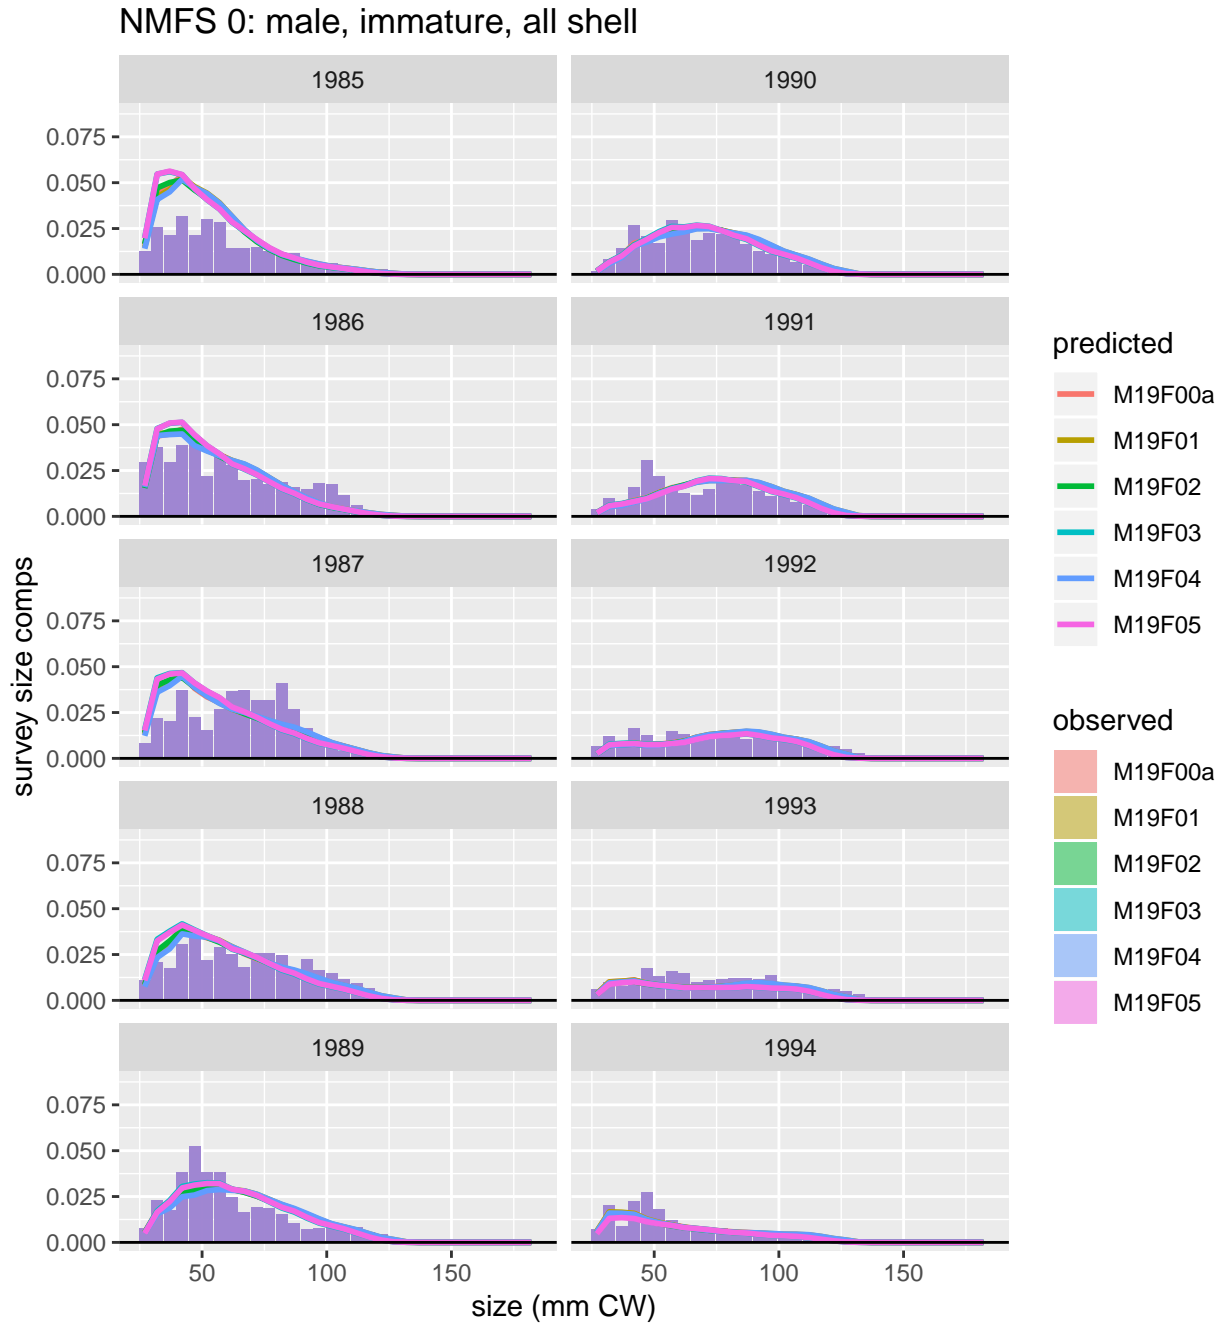 NMFS 0: male, immature, all shell
1985
1990
0.075
0.050
0.025
0.000
1986
1991
0.075
0.050
0.025
0.000
1987
1992
0.075
0.050
0.025
0.000
1988
1993
0.075
0.050
0.025
0.000
1989
1994
0.075
0.050
0.025
0.000
50
100
150
50
100
150
size (mm CW)
survey size comps
predicted
M19F00a
M19F01
M19F02
M19F03
M19F04
M19F05
observed
M19F00a
M19F01
M19F02
M19F03
M19F04
M19F05